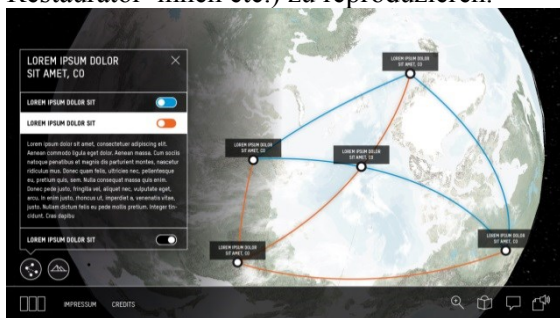 Restaurator*innen etc.) zu reproduzieren.
LOREM IPSUM DOLOR
SIT AMET, CO
LOREM IPSUM DOLOR SIT
LOREM IPSUM DOLOR SIT
Lorem ipsum dolor sit amet, consectetuer adipiscing elit.
Aenean commodo ligula eget dolor. Aenean massa. Cum sociis
natoque penatibus et magnis dis parturient montes, nascetur
ridiculus mus. Donec quam felis, ultricies nec, pellentesque
eu, pretium quis, sem. Nulla consequat massa quis enim.
Donec pede justo, fringilla vel, aliquet nec, vulputate eget,
arcu. In enim justo, rhoncus ut, imperdiet a, venenatis vitae,
justo. Nullam dictum felis eu pede mollis pretium. Integer tin-
cidunt. Cras dapibu
LOREM IPSUM DOLOR SIT
LOREM IPSUM DOLOR
SIT AMET, CO
LOREM IPSUM DOLOR
SIT AMET, CO
LOREM IPSUM DOLOR
SIT AMET, CO
LOREM IPSUM DOLOR
SIT AMET, CO
LOREM IPSUM DOLOR
SIT AMET, CO
IMPRESSUM
CREDITS